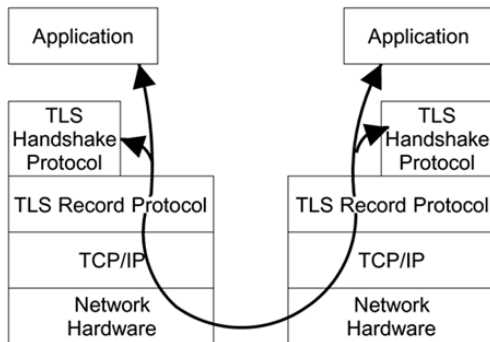 Application
TLS
Handshake
Protocol
TLS Record Protocol
TCP/IP
Network
Hardware
Application
TLS
Handshake
Protocol
TLS Record Protocol
TCP/IP
Network
Hardware